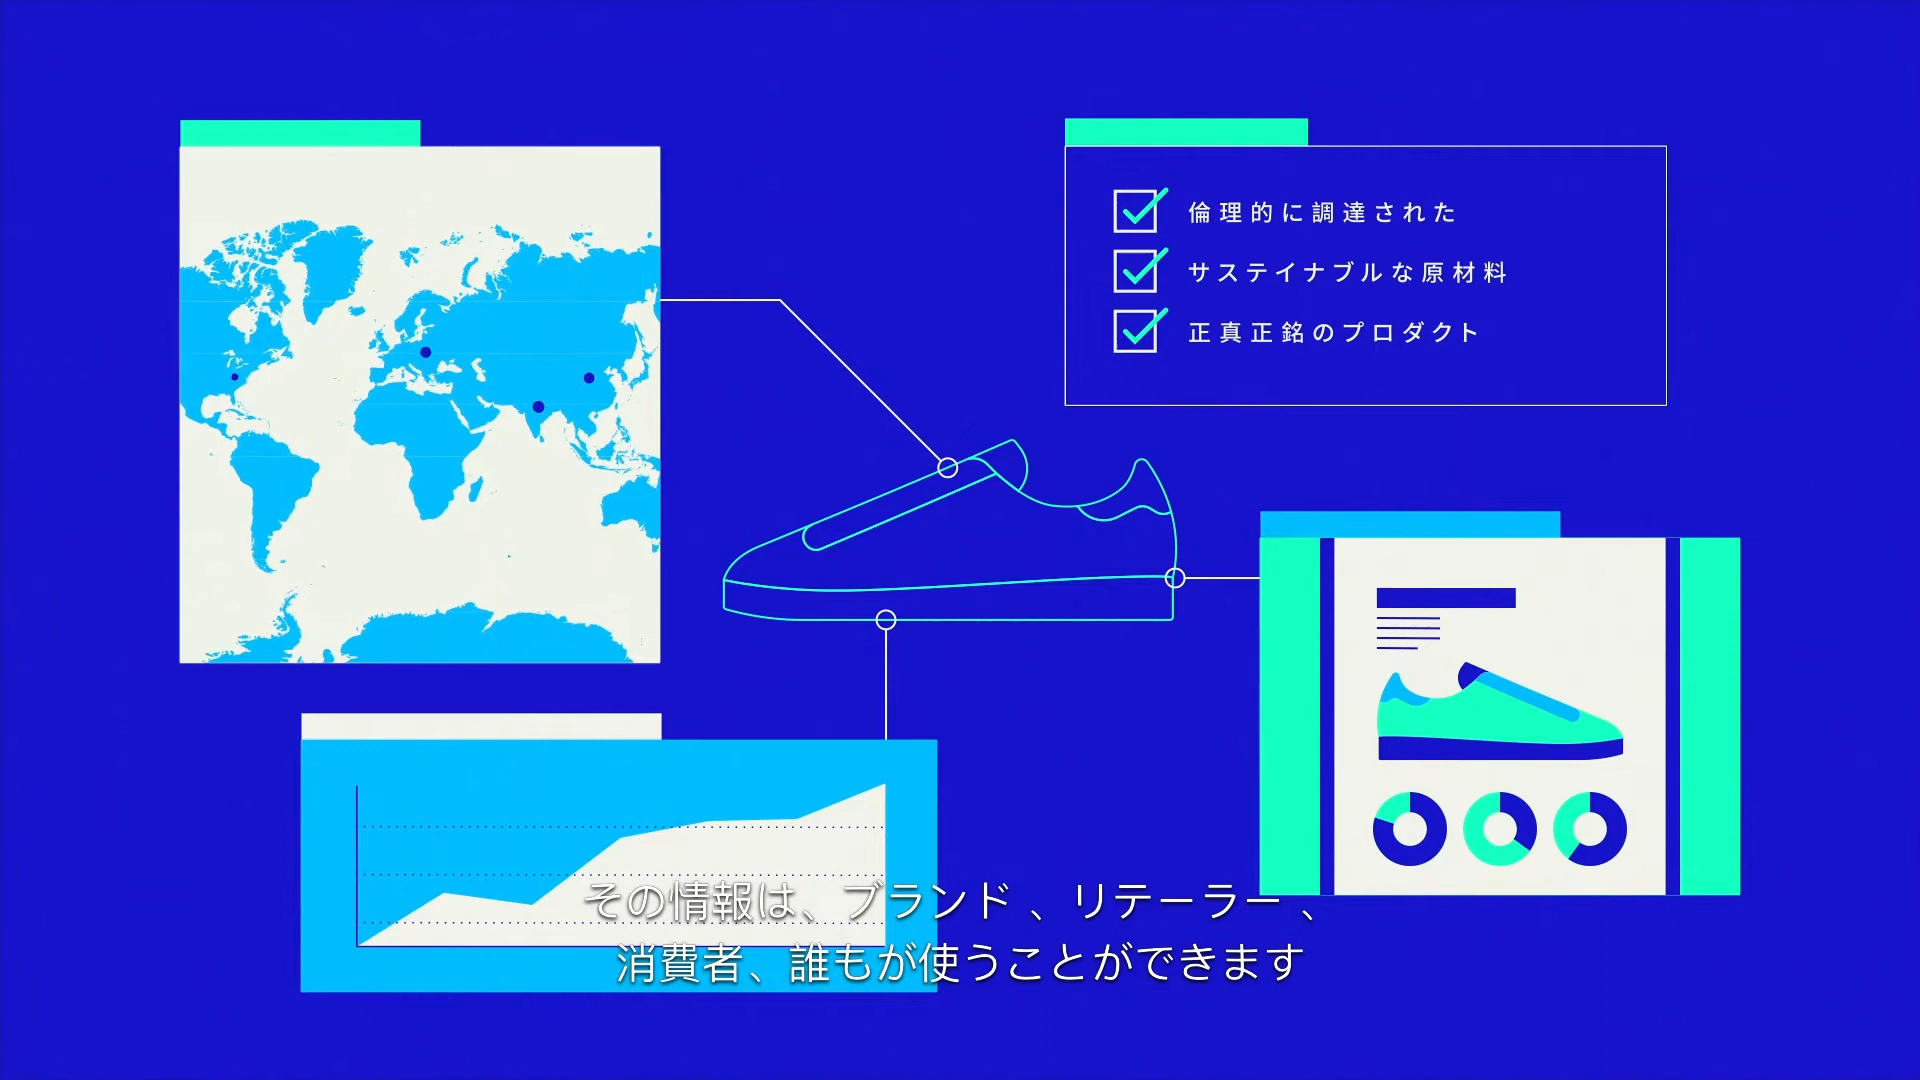 倫理的に調達された
サステイナブルな原材料
正真正銘のプロダクト
その情報は、ブランド 、リテーラー 、
消費者、誰もが使うことができます